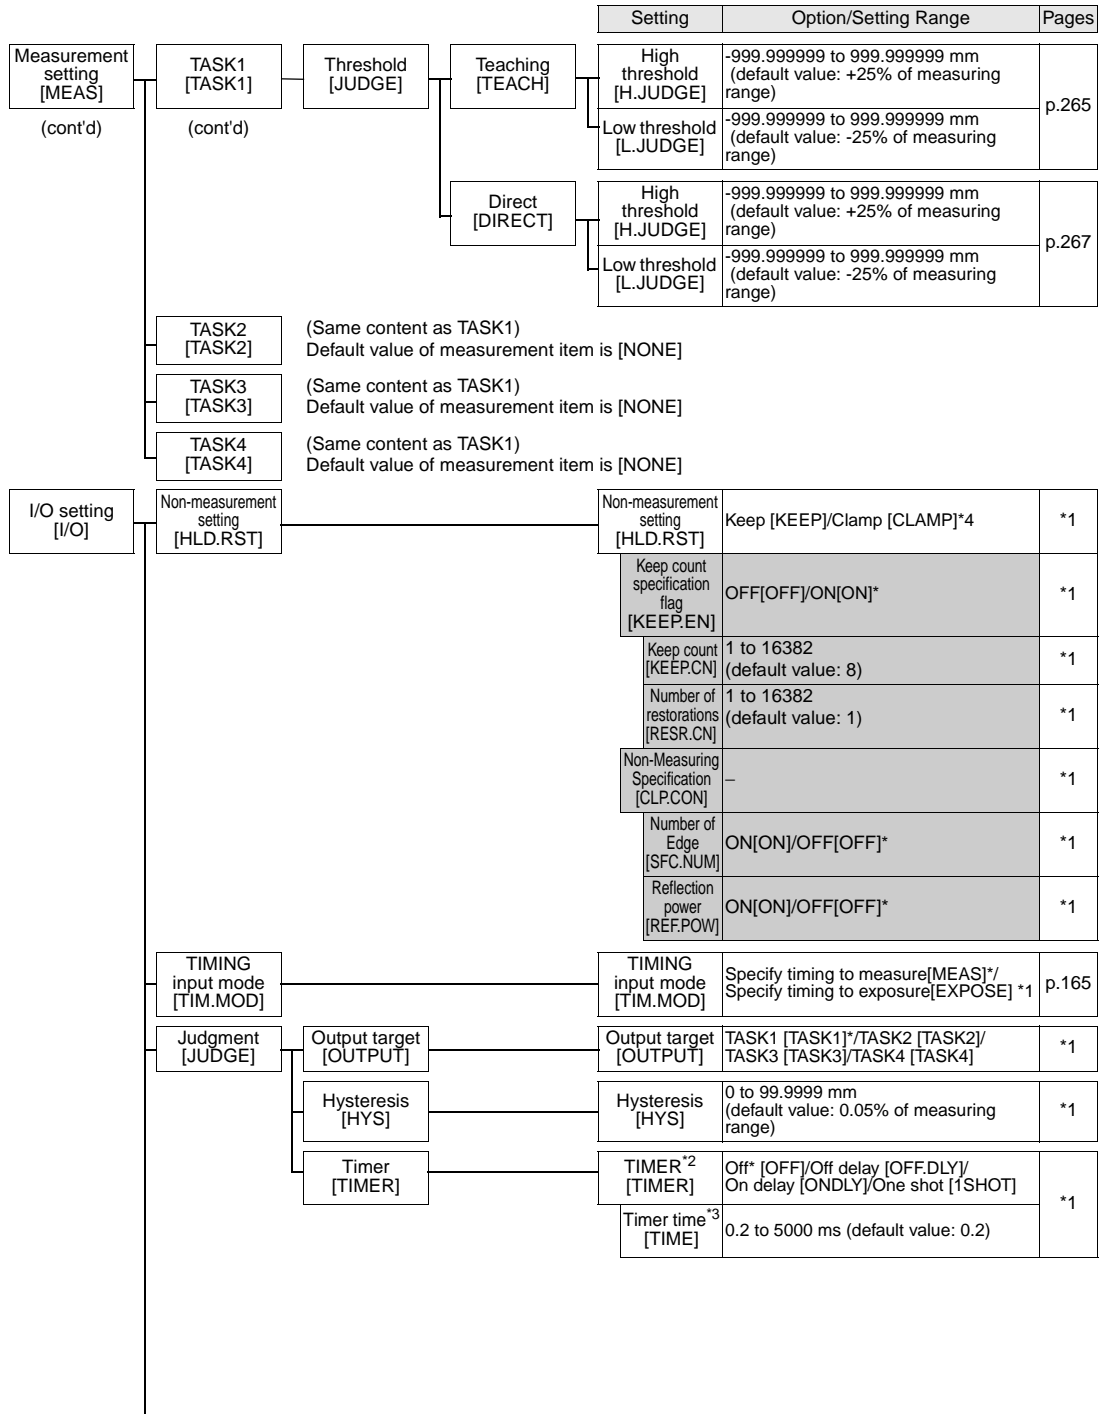 Setting
Option/Setting Range
Pages
Measurement
setting
[MEAS]
(cont'd)
TASK1
[TASK1]
(cont'd)
Threshold
[JUDGE]
Teaching
[TEACH]
High
threshold
[H.JUDGE]
-999.999999 to 999.999999 mm
(default value: +25% of measuring
range)
p.265
Low threshold
[L.JUDGE]
-999.999999 to 999.999999 mm
(default value: -25% of measuring
range)
Direct
[DIRECT]
High
threshold
[H.JUDGE]
-999.999999 to 999.999999 mm
(default value: +25% of measuring
range)
p.267
Low threshold
[L.JUDGE]
-999.999999 to 999.999999 mm
(default value: -25% of measuring
range)
TASK2
[TASK2]
(Same content as TASK1)
Default value of measurement item is [NONE]
TASK3
[TASK3]
(Same content as TASK1)
Default value of measurement item is [NONE]
TASK4
[TASK4]
(Same content as TASK1)
Default value of measurement item is [NONE]
I/O setting
[I/O]
Non-measurement
setting
[HLD.RST]
Non-measurement
setting
[HLD.RST]
Keep [KEEP]/Clamp [CLAMP]*4
*1
Keep count
specification
flag
[KEEP.EN]
OFF[OFF]/ON[ON]*
*1
Keep count
[KEEP.CN]
1 to 16382
(default value: 8)
*1
Number of
restorations
[RESR.CN]
1 to 16382
(default value: 1)
*1
Non-Measuring
Specification
[CLP.CON]
–
*1
Number of
Edge
[SFC.NUM]
ON[ON]/OFF[OFF]*
*1
Reflection
power
[REF.POW]
ON[ON]/OFF[OFF]*
*1
TIMING
input mode
[TIM.MOD]
TIMING
input mode
[TIM.MOD]
Specify timing to measure[MEAS]*/
Specify timing to exposure[EXPOSE] *1
p.165
Judgment
[JUDGE]
Output target
[OUTPUT]
Output target
[OUTPUT]
TASK1 [TASK1]*/TASK2 [TASK2]/
TASK3 [TASK3]/TASK4 [TASK4]
*1
Hysteresis
[HYS]
Hysteresis
[HYS]
0 to 99.9999 mm
(default value: 0.05% of measuring
range)
*1
Timer
[TIMER]
TIMER*2
[TIMER]
Off* [OFF]/Off delay [OFF.DLY]/
On delay [ONDLY]/One shot [1SHOT]
*1
Timer time*3
[TIME]
0.2 to 5000 ms (default value: 0.2)